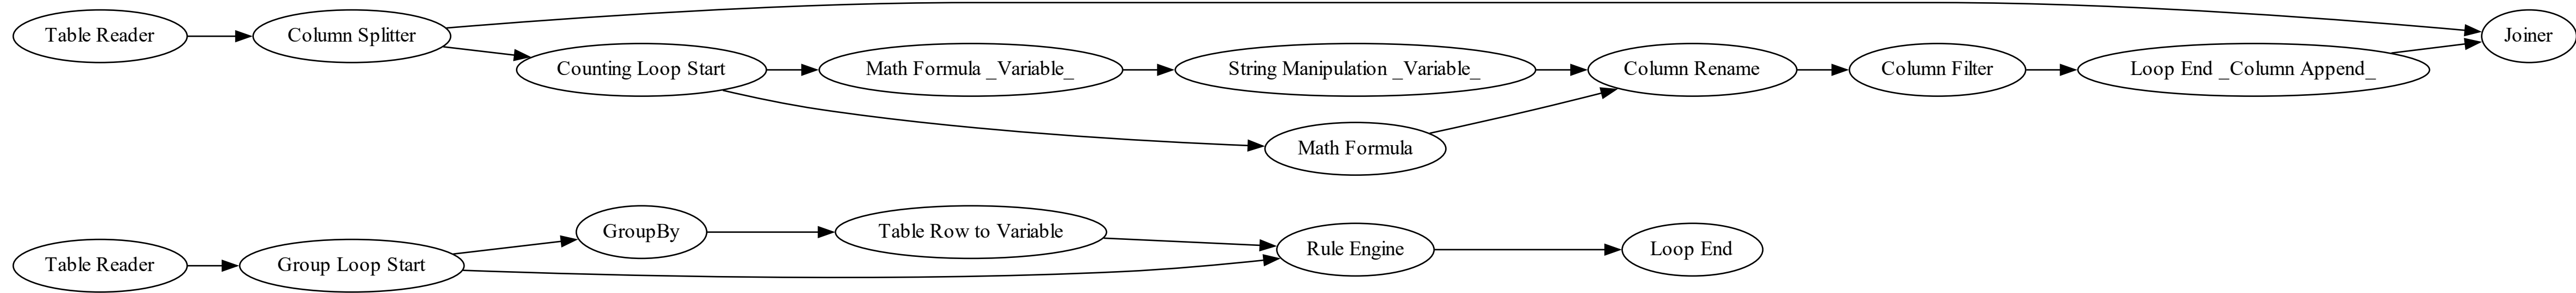 Table Reader
Column Splitter
Joiner
Counting Loop Start
Math Formula _Variable_
String Manipulation _Variable_
Column Rename
Column Filter
Loop End _Column Append_
Math Formula
Table Reader
Group Loop Start
GroupBy
Table Row to Variable
Rule Engine
Loop End